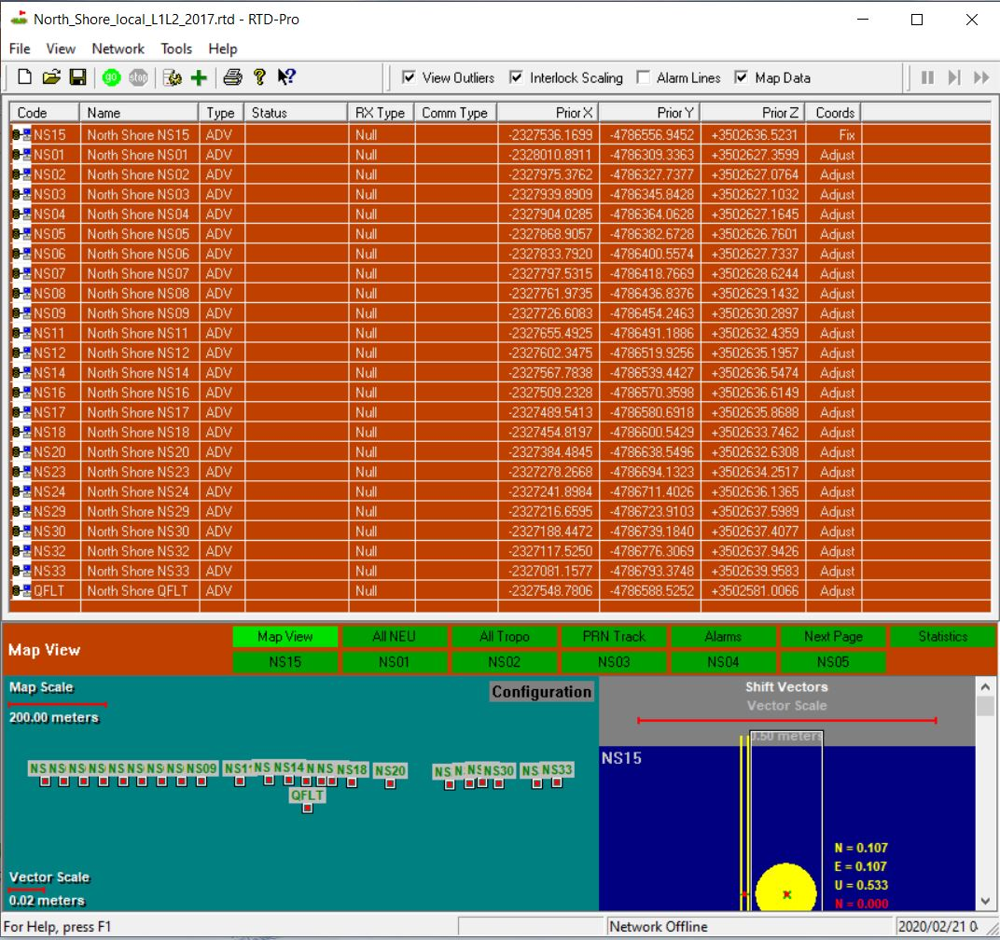 North_Shore_local_L1L2_2017.rtd - RTD-Pro
File View Network Tools Help
go stop View Outliers Interlock Scaling Alarm Lines Map Data
Code Name Type Status RX Type Comm Type Prior X Prior Y Prior Z Coords
NS15 North Shore NS15 ADV Null -2327536.1699 -4786556.9452 +3502636.5231 Fix
NS01 North Shore NS01 ADV Null -2328010.8911 -4786309.3363 +3502627.3599 Adjust
NS02 North Shore NS02 ADV Null -2327975.3762 -4786327.7377 +3502627.0764 Adjust
NS03 North Shore NS03 ADV Null -2327939.8909 -4786345.8428 +3502627.1032 Adjust
NS04 North Shore NS04 ADV Null -2327904.0285 -4786364.0628 +3502627.1645 Adjust
NS05 North Shore NS05 ADV Null -2327868.9057 -4786382.6728 +3502626.7601 Adjust
NS06 North Shore NS06 ADV Null -2327833.7920 -4786400.5574 +3502627.7337 Adjust
NS07 North Shore NS07 ADV Null -2327797.5315 -4786418.7669 +3502628.6244 Adjust
NS08 North Shore NS08 ADV Null -2327761.9735 -4786436.8376 +3502629.1432 Adjust
NS09 North Shore NS09 ADV Null -2327726.6083 -4786454.2463 +3502630.2897 Adjust
NS11 North Shore NS11 ADV Null -2327655.4925 -4786491.1886 +3502632.4359 Adjust
NS12 North Shore NS12 ADV Null -2327602.3475 -4786519.9256 +3502635.1957 Adjust
NS14 North Shore NS14 ADV Null -2327567.7838 -4786539.4427 +3502636.5474 Adjust
NS16 North Shore NS16 ADV Null -2327509.2328 -4786570.3598 +3502636.6149 Adjust
NS17 North Shore NS17 ADV Null -2327489.5413 -4786580.6918 +3502635.8688 Adjust
NS18 North Shore NS18 ADV Null -2327454.8197 -4786600.5429 +3502633.7462 Adjust
NS20 North Shore NS20 ADV Null -2327384.4845 -4786638.5496 +3502632.6308 Adjust
NS23 North Shore NS23 ADV Null -2327278.2668 -4786694.1323 +3502634.2517 Adjust
NS24 North Shore NS24 ADV Null -2327241.8984 -4786711.4026 +3502636.1365 Adjust
NS29 North Shore NS29 ADV Null -2327216.6595 -4786723.9103 +3502637.5989 Adjust
NS30 North Shore NS30 ADV Null -2327188.4472 -4786739.1840 +3502637.4077 Adjust
NS32 North Shore NS32 ADV Null -2327117.5250 -4786776.3069 +3502637.9426 Adjust
NS33 North Shore NS33 ADV Null -2327081.1577 -4786793.3748 +3502639.9583 Adjust
QFLT North Shore QFLT ADV Null -2327548.7806 -4786588.5252 +3502581.0066 Adjust
Map View
Map View All NEU All Tropo PRN Track Alarms Next Page Statistics
NS15 NS01 NS02 NS03 NS04 NS05
Map Scale
200.00 meters
Configuration
NS09 NS11 NS14 NS18 NS20 NS30 NS33
QFLT
Vector Scale
0.02 meters
Shift Vectors
Vector Scale
0.50 meters
NS15
N = 0.107
E = 0.107
U = 0.533
N = 0.000
For Help, press F1
Network Offline
2020/02/21